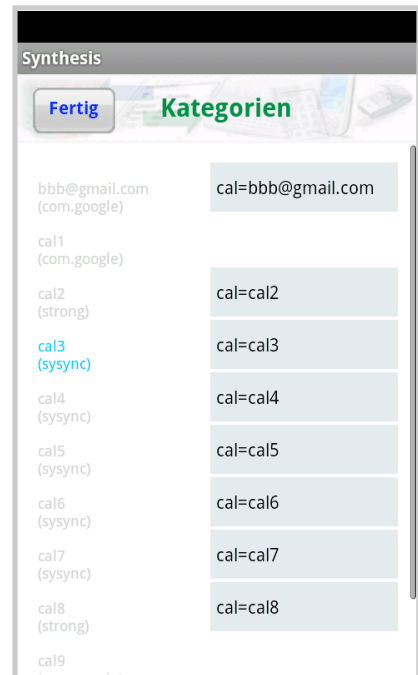 Synthesis
Fertig
Kategorien
bbb@gmail.com
(com.google)
cal=bbb@gmail.com
cal1
(com.google)
cal2
(strong)
cal=cal2
cal3
(sysync)
cal=cal3
cal4
(sysync)
cal=cal4
cal5
(sysync)
cal=cal5
cal6
(sysync)
cal=cal6
cal7
(sysync)
cal=cal7
cal8
(strong)
cal=cal8
cal9